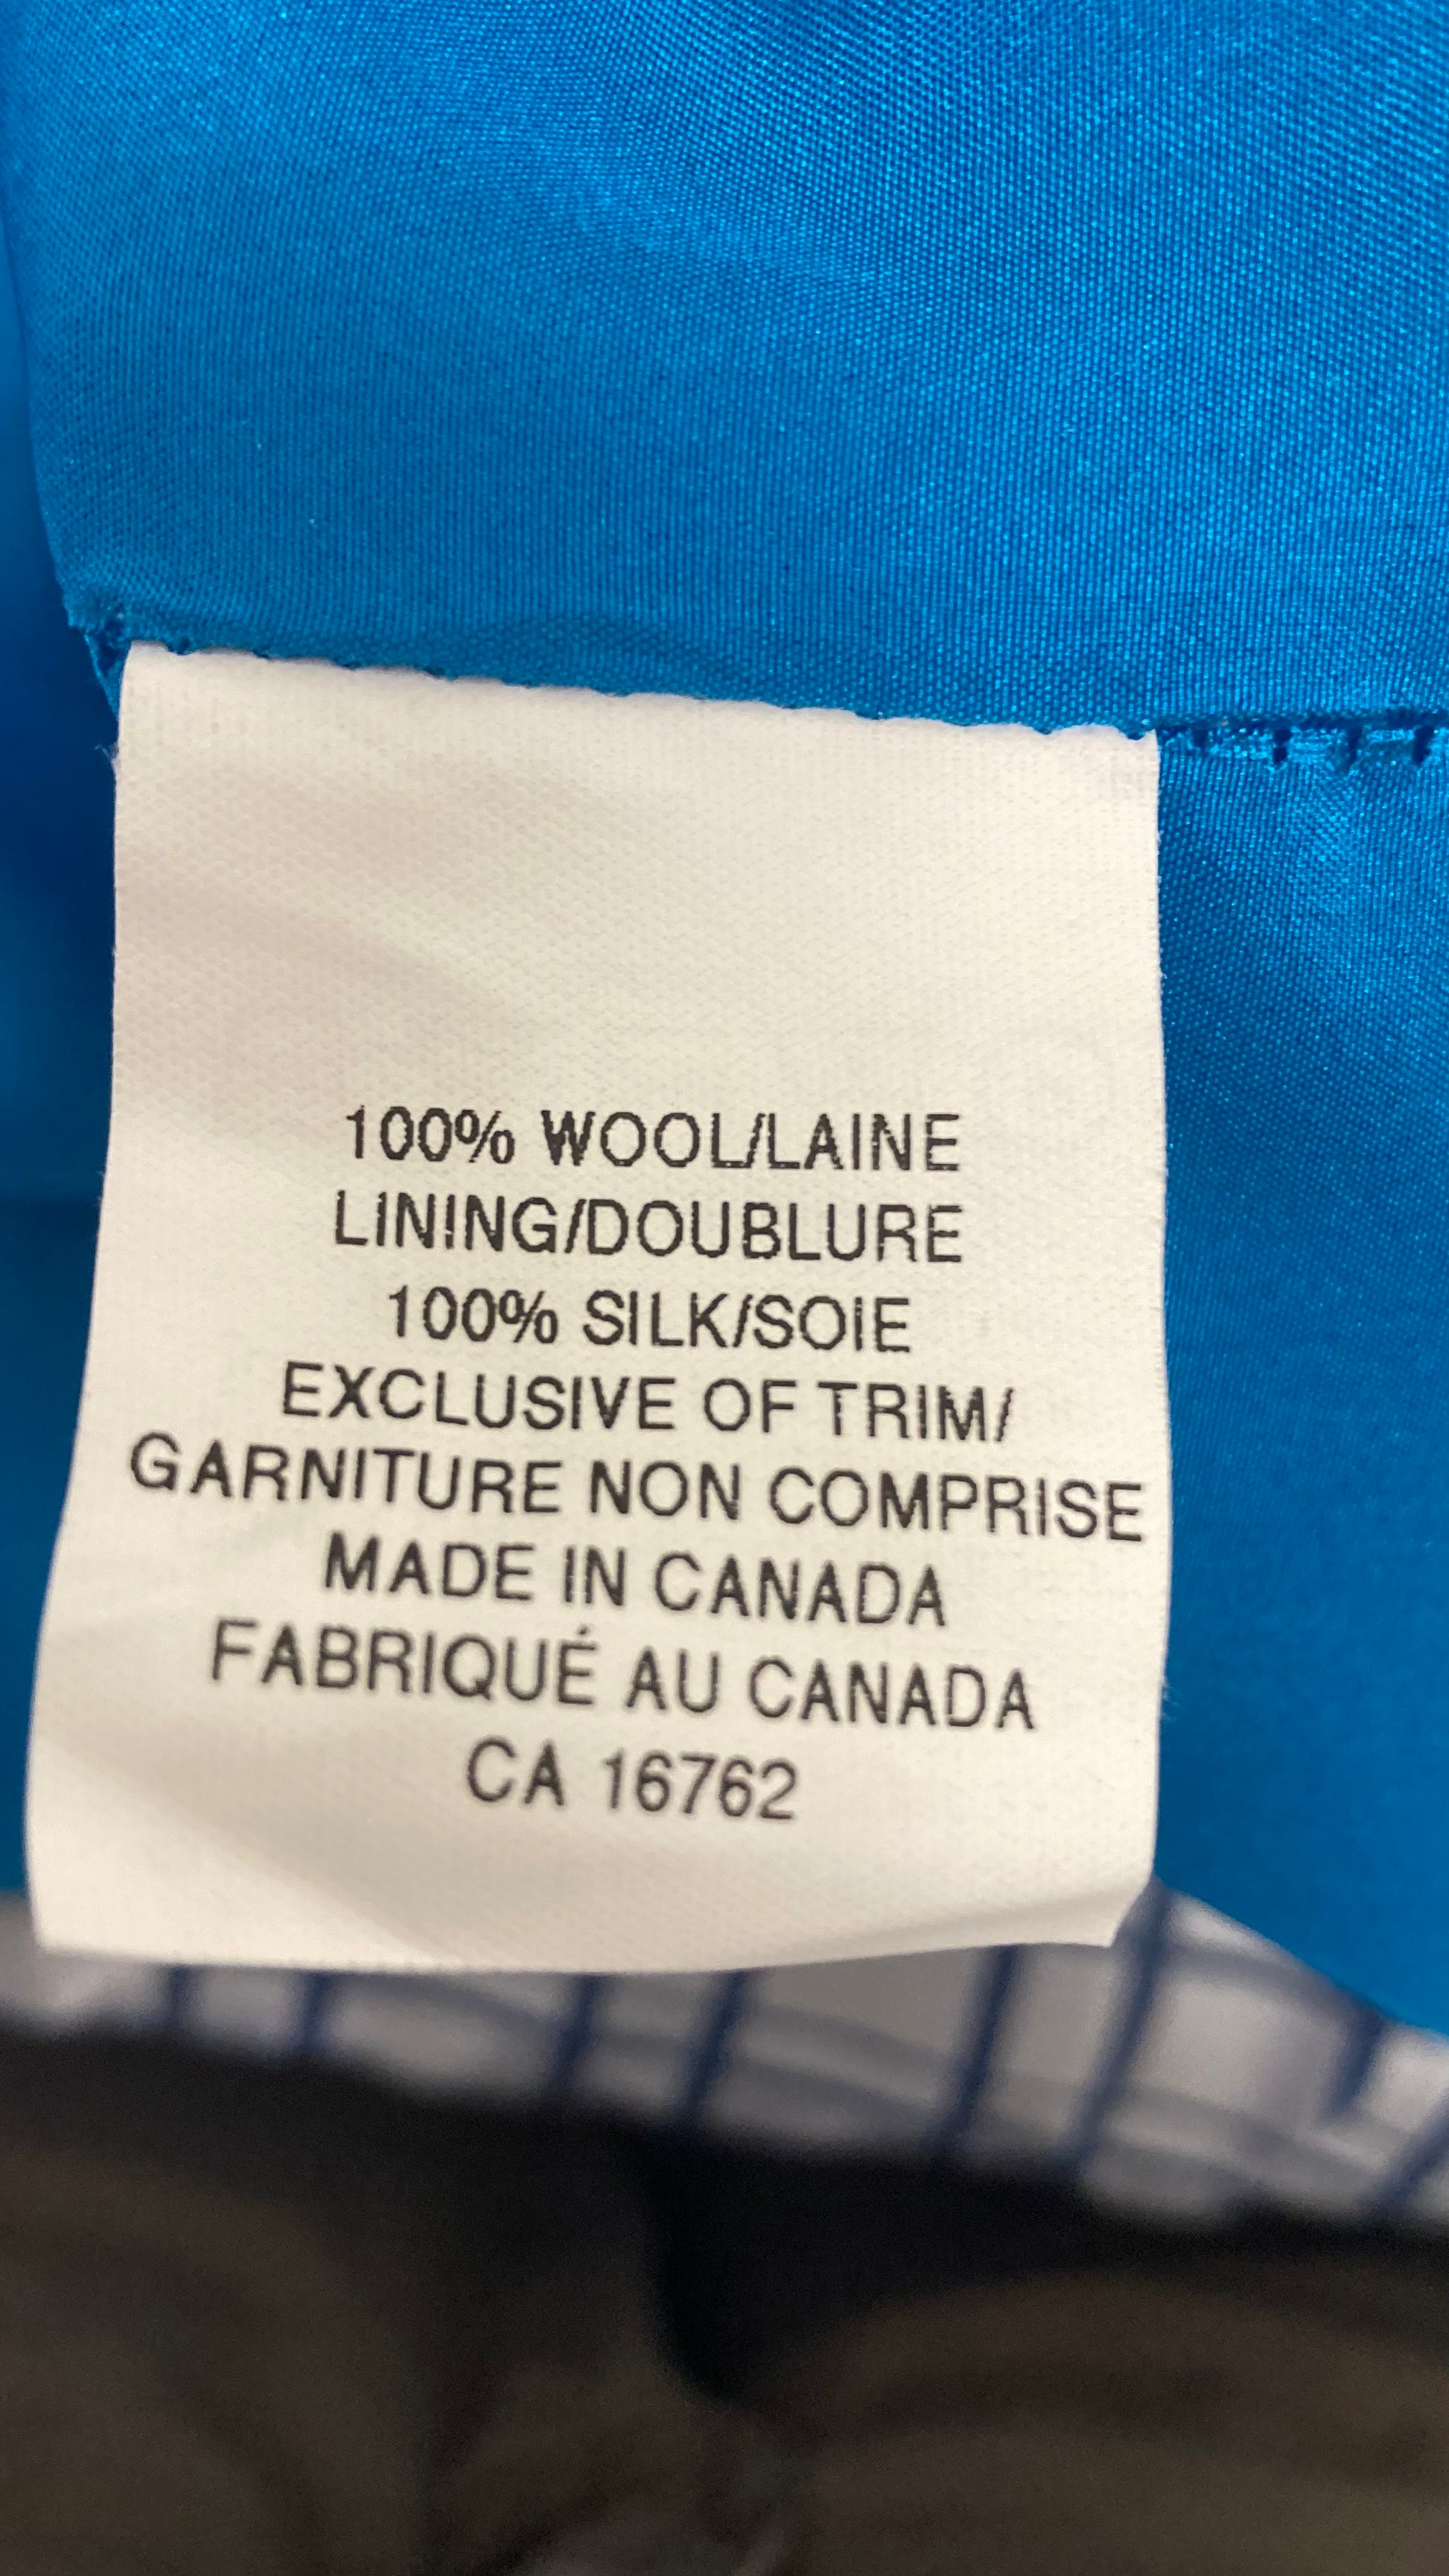 100% WOOL/LAINE
LINING/DOUBLURE
100% SILK/SOIE
EXCLUSIVE OF TRIM/
GARNITURE NON COMPRISE
MADE IN CANADA
FABRIQUÉ AU CANADA
CA 16762